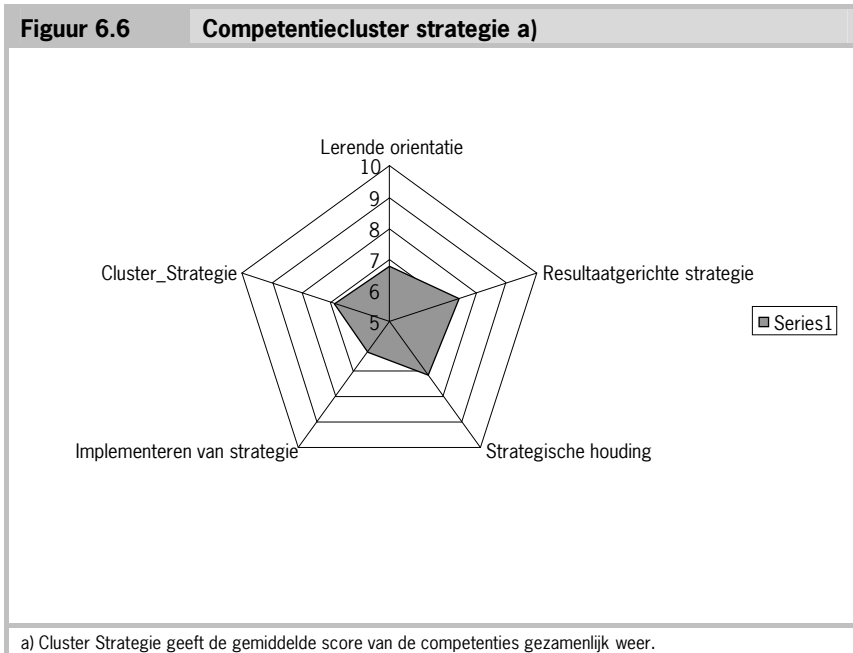 Figuur 6.6 Competentiecluster strategie a)
Lerende orientatie
10
9
8
7
6
5
Cluster_Strategie
Resultaatgerichte strategie
Series1
Implementeren van strategie
Strategische houding
a) Cluster Strategie geeft de gemiddelde score van de competenties gezamenlijk weer.